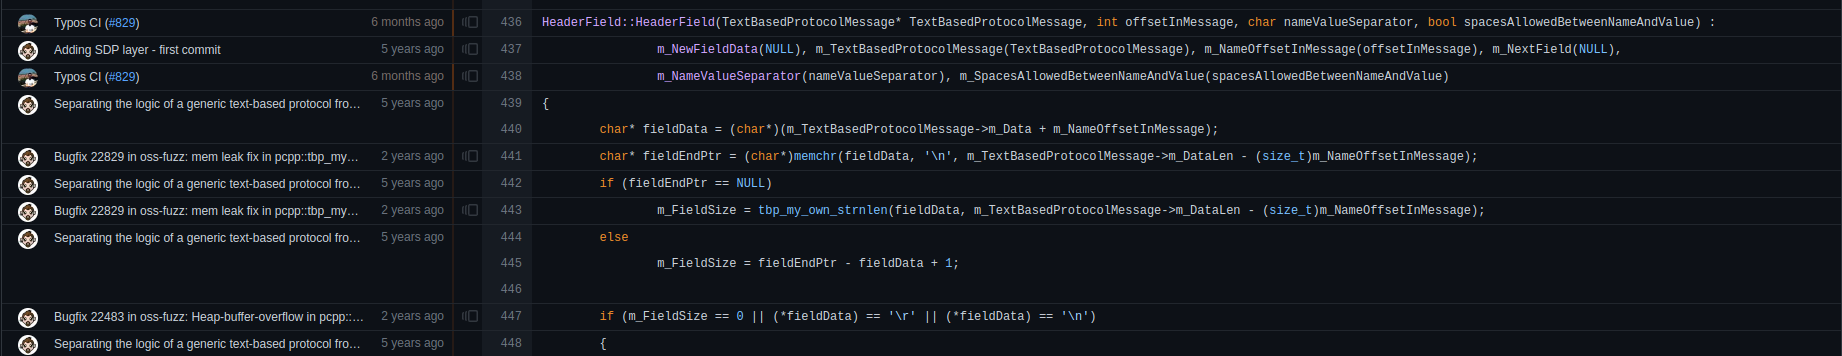 Typos CI (#829) 6 months ago 436 HeaderField::HeaderField(TextBasedProtocolMessage* TextBasedProtocolMessage, int offsetInMessage, char nameValueSeparator, bool spacesAllowedBetweenNameAndValue) :
Adding SDP layer - first commit 5 years ago 437 m_NewFieldData(NULL), m_TextBasedProtocolMessage(TextBasedProtocolMessage), m_NameOffsetInMessage(offsetInMessage), m_NextField(NULL),
Typos CI (#829) 6 months ago 438 m_NameValueSeparator(nameValueSeparator), m_SpacesAllowedBetweenNameAndValue(spacesAllowedBetweenNameAndValue)
Separating the logic of a generic text-based protocol fro… 5 years ago 439 {
440 char* fieldData = (char*)(m_TextBasedProtocolMessage->m_Data + m_NameOffsetInMessage);
Bugfix 22829 in oss-fuzz: mem leak fix in pcpp::tbp_my… 2 years ago 441 char* fieldEndPtr = (char*)memchr(fieldData, '\n', m_TextBasedProtocolMessage->m_DataLen - (size_t)m_NameOffsetInMessage);
Separating the logic of a generic text-based protocol fro… 5 years ago 442 if (fieldEndPtr == NULL)
Bugfix 22829 in oss-fuzz: mem leak fix in pcpp::tbp_my… 2 years ago 443 m_FieldSize = tbp_my_own_strnlen(fieldData, m_TextBasedProtocolMessage->m_DataLen - (size_t)m_NameOffsetInMessage);
Separating the logic of a generic text-based protocol fro… 5 years ago 444 else
445 m_FieldSize = fieldEndPtr - fieldData + 1;
446
Bugfix 22483 in oss-fuzz: Heap-buffer-overflow in pcpp::… 2 years ago 447 if (m_FieldSize == 0 || (*fieldData) == '\r' || (*fieldData) == '\n')
Separating the logic of a generic text-based protocol fro… 5 years ago 448 {